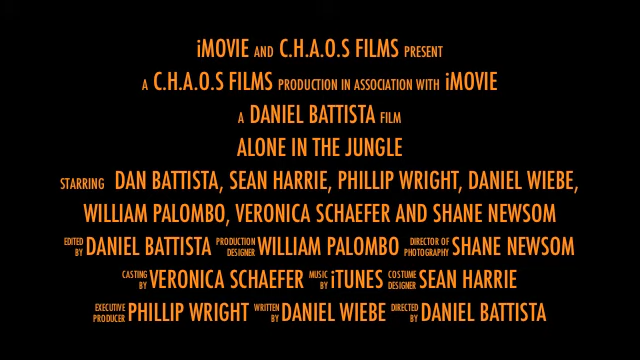 iMOVIE AND C.H.A.O.S FILMS PRESENT
A C.H.A.O.S FILMS PRODUCTION IN ASSOCIATION WITH iMOVIE
A DANIEL BATTISTA FILM
ALONE IN THE JUNGLE
STARRING DAN BATTISTA, SEAN HARRIE, PHILLIP WRIGHT, DANIEL WIEBE,
WILLIAM PALOMBO, VERONICA SCHAEFER AND SHANE NEWSOM
EDITED BY DANIEL BATTISTA PRODUCTION DESIGNER WILLIAM PALOMBO DIRECTOR OF PHOTOGRAPHY SHANE NEWSOM
CASTING BY VERONICA SCHAEFER MUSIC BY iTUNES COSTUME DESIGNER SEAN HARRIE
EXECUTIVE PRODUCER PHILLIP WRIGHT WRITTEN BY DANIEL WIEBE DIRECTED BY DANIEL BATTISTA